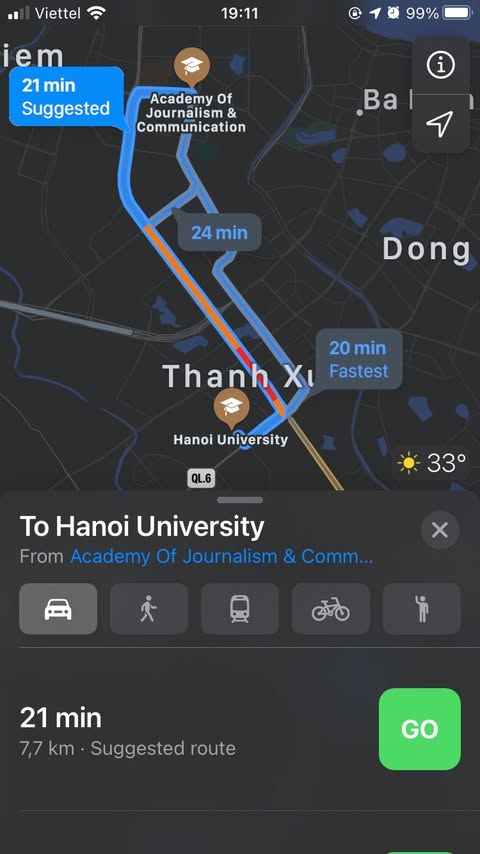 Viettel
19:11
99%
iem
21 min
Suggested
Academy Of
Journalism &
Communication
Ba
24 min
Dong
20 min
Fastest
Thanh Xu
Hanoi University
33°
QL.6
To Hanoi University
From Academy Of Journalism & Comm...
21 min
7,7 km · Suggested route
GO